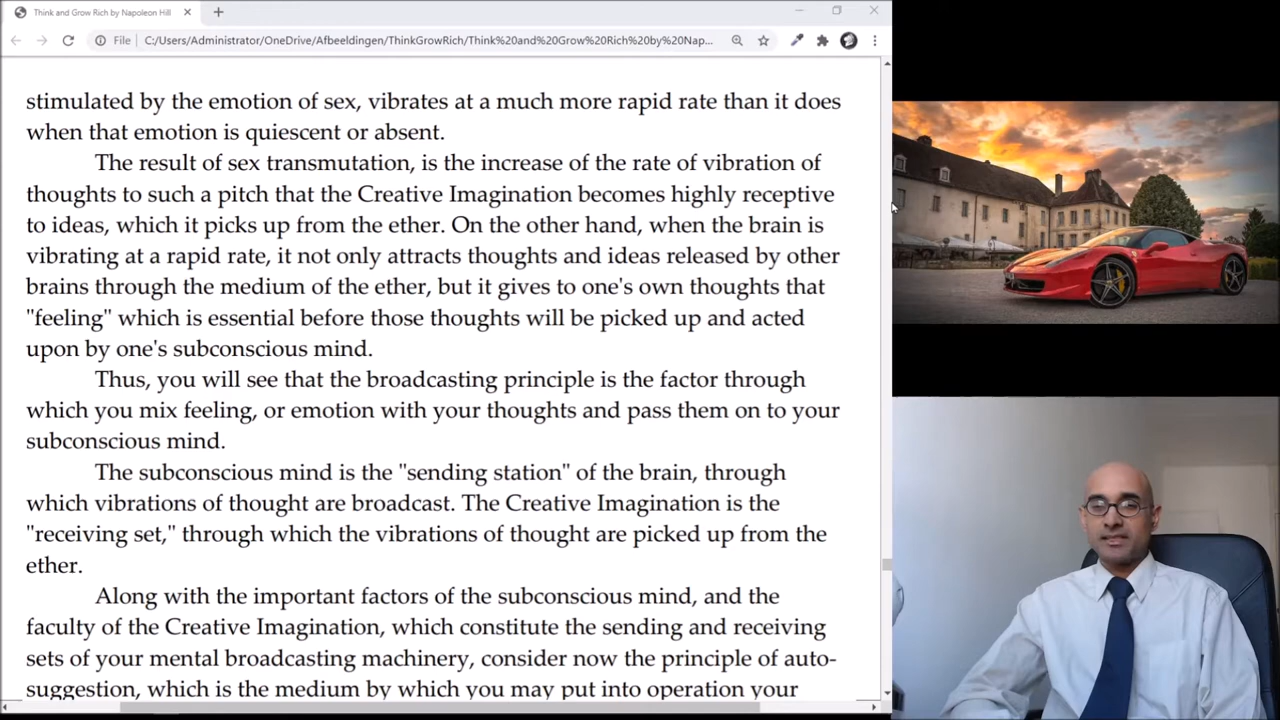 Think and Grow Rich by Napoleon Hill
File
C:/Users/Administrator/OneDrive/Afbeeldingen/ThinkGrowRich/Think%20and%20Grow%20Rich%20by%20Nap...
stimulated by the emotion of sex, vibrates at a much more rapid rate than it does
when that emotion is quiescent or absent.
The result of sex transmutation, is the increase of the rate of vibration of
thoughts to such a pitch that the Creative Imagination becomes highly receptive
to ideas, which it picks up from the ether. On the other hand, when the brain is
vibrating at a rapid rate, it not only attracts thoughts and ideas released by other
brains through the medium of the ether, but it gives to one's own thoughts that
"feeling" which is essential before those thoughts will be picked up and acted
upon by one's subconscious mind.
Thus, you will see that the broadcasting principle is the factor through
which you mix feeling, or emotion with your thoughts and pass them on to your
subconscious mind.
The subconscious mind is the "sending station" of the brain, through
which vibrations of thought are broadcast. The Creative Imagination is the
"receiving set," through which the vibrations of thought are picked up from the
ether.
Along with the important factors of the subconscious mind, and the
faculty of the Creative Imagination, which constitute the sending and receiving
sets of your mental broadcasting machinery, consider now the principle of auto-
suggestion, which is the medium by which you may put into operation your